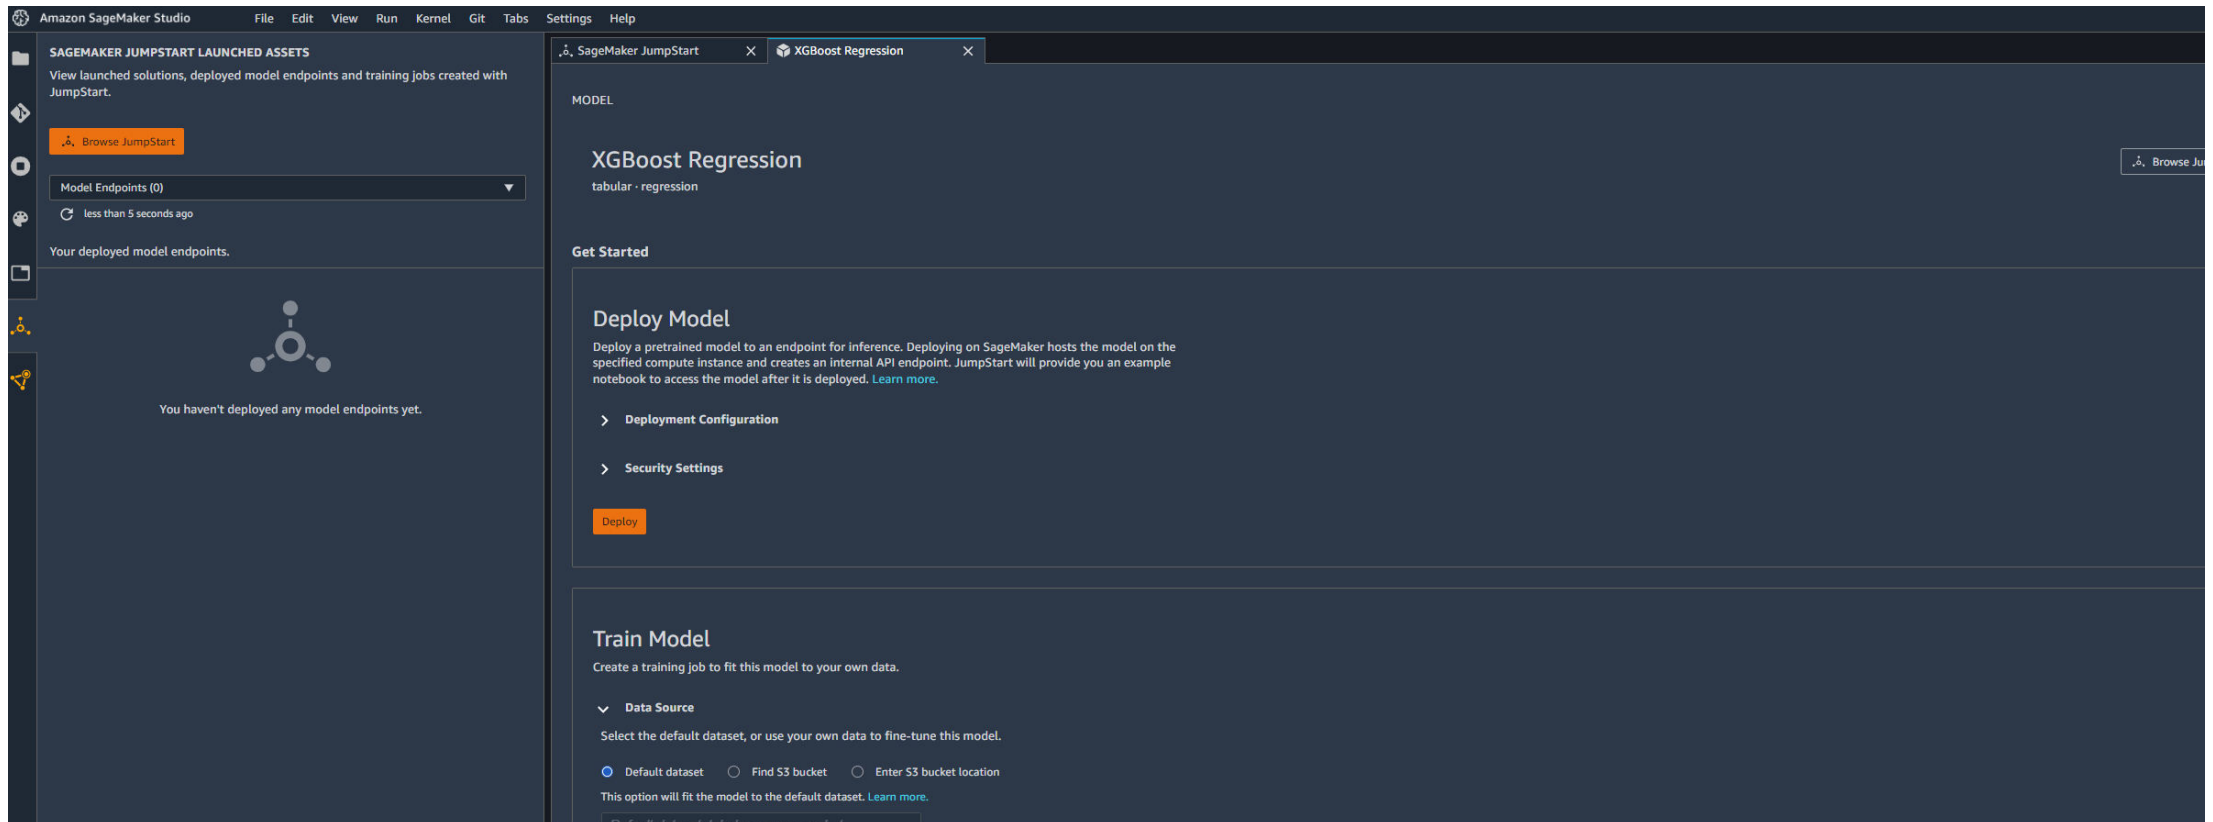 Amazon SageMaker Studio File Edit View Run Kernel Git Tabs Settings Help
SAGEMAKER JUMPSTART LAUNCHED ASSETS
View launched solutions, deployed model endpoints and training jobs created with
JumpStart.
Browse JumpStart
Model Endpoints (0)
less than 5 seconds ago
Your deployed model endpoints.
You haven't deployed any model endpoints yet.
SageMaker JumpStart
XGBoost Regression
MODEL
XGBoost Regression
tabular · regression
Browse Ju
Get Started
Deploy Model
Deploy a pretrained model to an endpoint for inference. Deploying on SageMaker hosts the model on the
specified compute instance and creates an internal API endpoint. JumpStart will provide you an example
notebook to access the model after it is deployed. Learn more.
Deployment Configuration
Security Settings
Deploy
Train Model
Create a training job to fit this model to your own data.
Data Source
Select the default dataset, or use your own data to fine-tune this model.
Default dataset Find S3 bucket Enter S3 bucket location
This option will fit the model to the default dataset. Learn more.